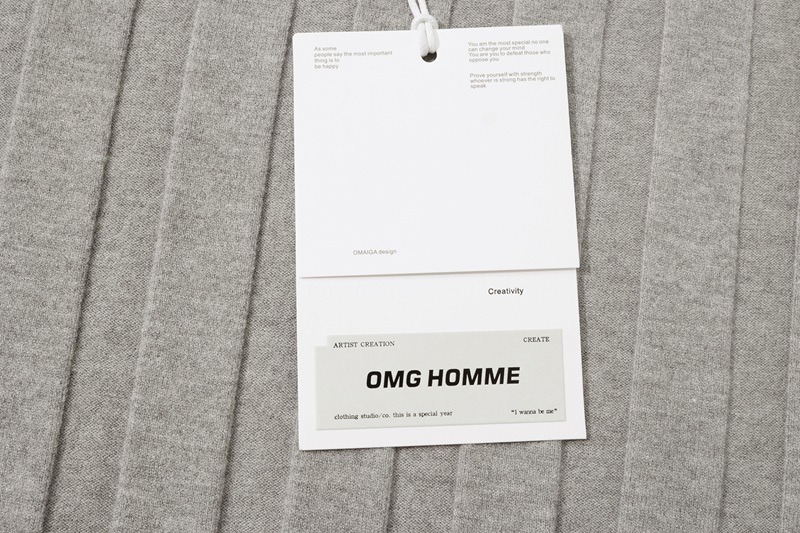 As some
people say the most important
thing is to
be happy.
You am the most special no one
can change your mind
You are you to defeat those who
oppose you
Prove yourself with strength
whoever is strong has the right to
speak
OMAIGA design
Creativity
ARTIST CREATION
CREATE
OMG HOMME
clothing studio/co. this is a special year
"I wanna be me"